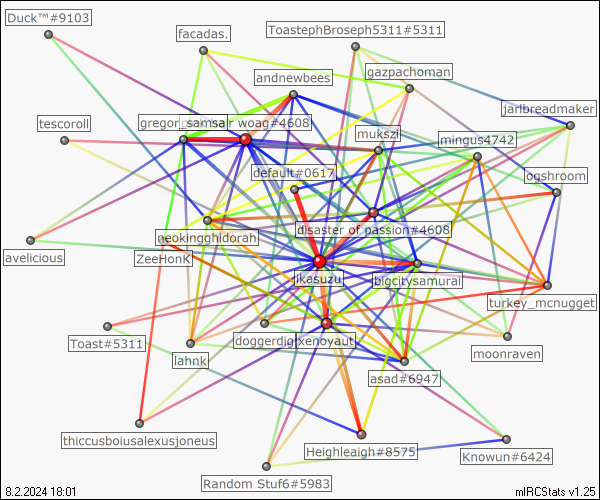 Duck™#9103
ToastephBroseph5311#5311
facadas.
andnewbees
gazpachoman
jarlbreadmaker
tescoroll
gregor_samsa
ir woag#4608
mukszi
mingus4742
default#0617
ogshroom
disaster of passion#4608
neokingghidorah
avelicious
ZeeHonK
ikasuzu
bigcitysamurai
turkey_mcnugget
Toast#5311
lahnk
doggerdigi
xenoyaut
moonraven
asad#6947
thiccusboiusalexusjoneus
Heighleaigh#8575
Knowun#6424
Random Stuf6#5983
8.2.2024 18:01
mIRCStats v1.25